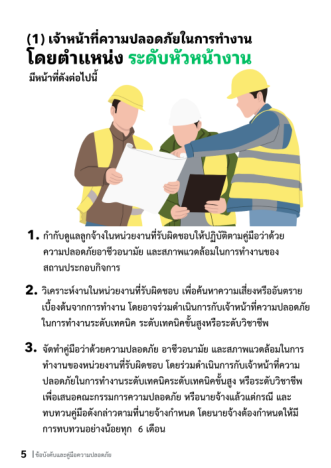 (1) เจ้าหน้าที่ความปลอดภัยในการทำงาน
โดยตำแหน่ง ระดับหัวหน้างาน
มีหน้าที่ดังต่อไปนี้
1. กำกับดูแลลูกจ้างในหน่วยงานที่รับผิดชอบให้ปฏิบัติตามคู่มือว่าด้วย
ความปลอดภัยอาชีวอนามัย และสภาพแวดล้อมในการทำงานของ
สถานประกอบกิจการ
2. วิเคราะห์งานในหน่วยงานที่รับผิดชอบ เพื่อค้นหาความเสี่ยงหรืออันตราย
เบื้องต้นจากการทำงาน โดยอาจร่วมดำเนินการกับเจ้าหน้าที่ความปลอดภัย
ในการทำงานระดับเทคนิค ระดับเทคนิคขั้นสูงหรือระดับวิชาชีพ
3. จัดทำคู่มือว่าด้วยความปลอดภัย อาชีวอนามัย และสภาพแวดล้อมในการ
ทำงานของหน่วยงานที่รับผิดชอบ โดยร่วมดำเนินการกับเจ้าหน้าที่ความ
ปลอดภัยในการทำงานระดับเทคนิคระดับเทคนิคขั้นสูง หรือระดับวิชาชีพ
เพื่อเสนอคณะกรรมการความปลอดภัย หรือนายจ้างแล้วแต่กรณี และ
ทบทวนคู่มือดังกล่าวตามที่นายจ้างกำหนด โดยนายจ้างต้องกำหนดให้มี
การทบทวนอย่างน้อยทุก 6 เดือน
5 | ข้อบังคับและคู่มือความปลอดภัย